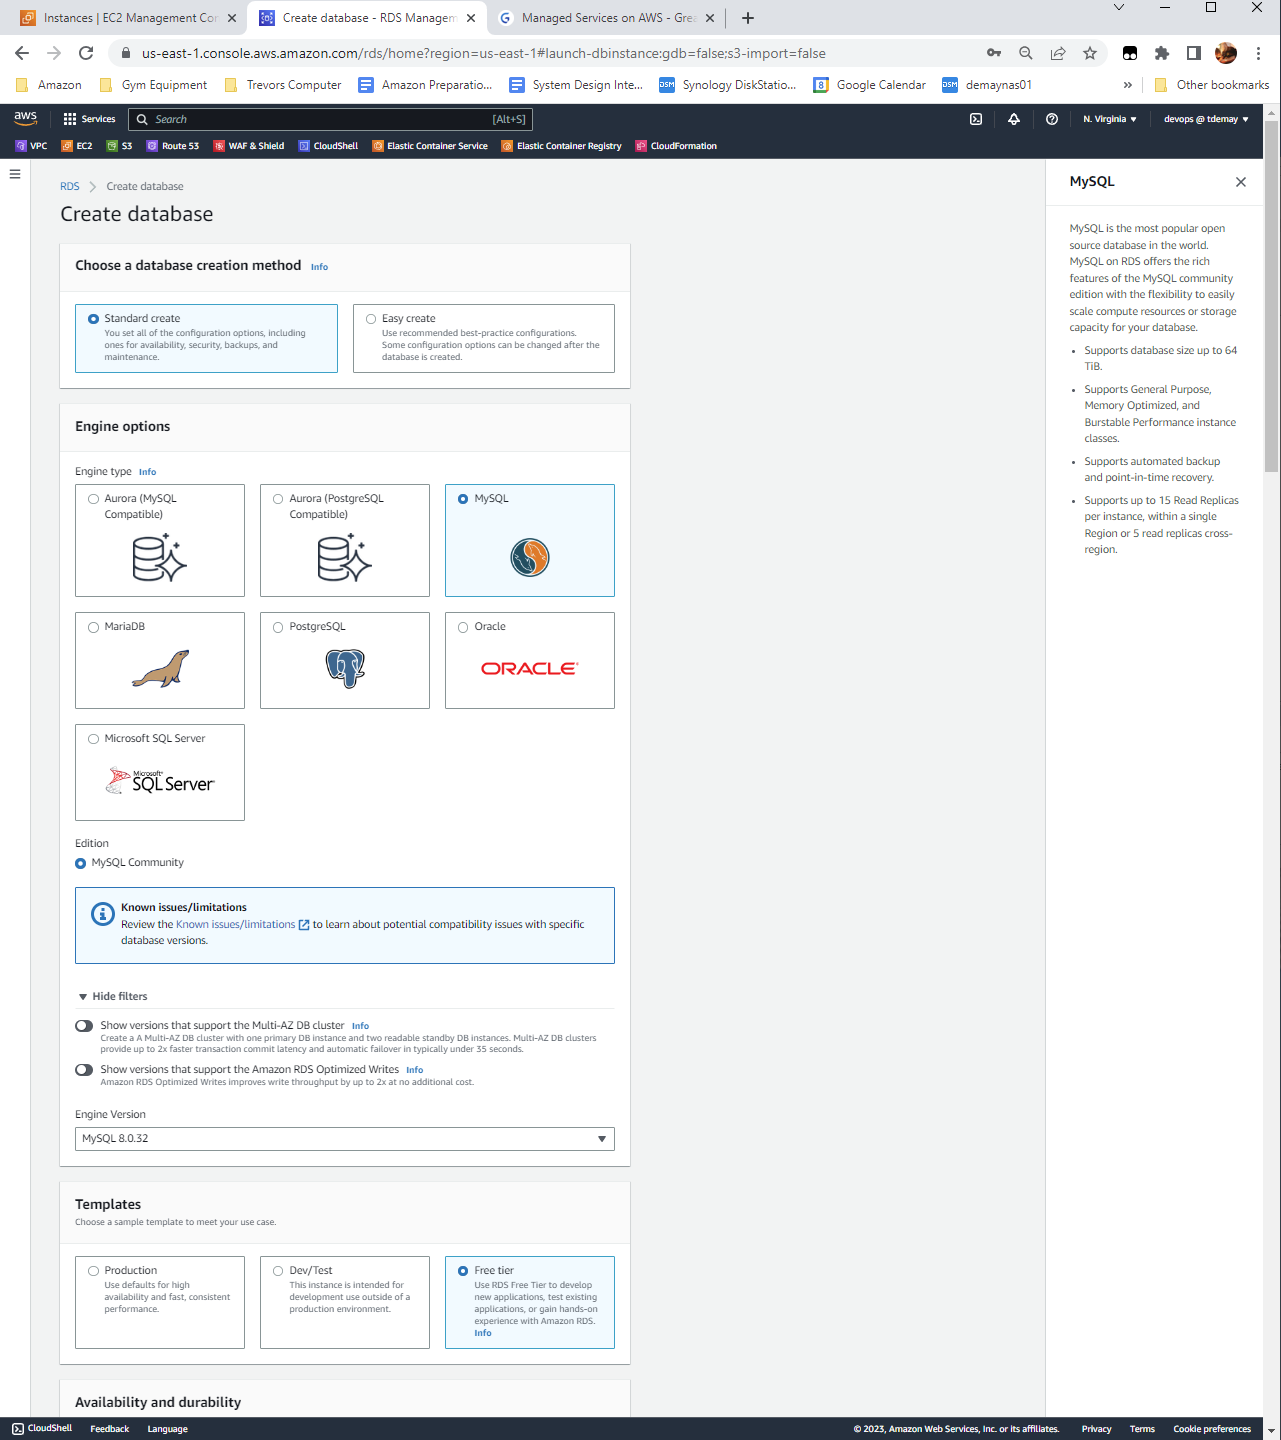 Instances | EC2 Management Con
Create database - RDS Managem
Managed Services on AWS - Grea
us-east-1.console.aws.amazon.com/rds/home?region=us-east-1#launch-dbinstance:gdb=false;s3-import=false
Amazon
Gym Equipment
Trevors Computer
Amazon Preparatio...
System Design Inte...
DSM
Synology DiskStatio...
8
Google Calendar
DSM
demaynas01
»
Other bookmarks
aws
Services
Search
[Alt+S]
N. Virginia
devops @ tdemay
VPC
EC2
S3
Route 53
WAF & Shield
CloudShell
Elastic Container Service
Elastic Container Registry
CloudFormation
RDS
Create database
Create database
Choose a database creation method Info
Standard create
You set all of the configuration options, including
ones for availability, security, backups, and
maintenance.
Easy create
Use recommended best-practice configurations.
Some configuration options can be changed after the
database is created.
Engine options
Engine type Info
Aurora (MySQL
Compatible)
Aurora (PostgreSQL
Compatible)
MySQL
MariaDB
PostgreSQL
Oracle
ORACLE
Microsoft SQL Server
Microsoft
SQL Server
Edition
MySQL Community
Known issues/limitations
Review the Known issues/limitations to learn about potential compatibility issues with specific
database versions.
Hide filters
Show versions that support the Multi-AZ DB cluster Info
Create a A Multi-AZ DB cluster with one primary DB instance and two readable standby DB instances. Multi-AZ DB clusters
provide up to 2x faster transaction commit latency and automatic failover in typically under 35 seconds.
Show versions that support the Amazon RDS Optimized Writes Info
Amazon RDS Optimized Writes improves write throughput by up to 2x at no additional cost.
Engine Version
MySQL 8.0.32
Templates
Choose a sample template to meet your use case.
Production
Use defaults for high
availability and fast, consistent
performance.
Dev/Test
This instance is intended for
development use outside of a
production environment.
Free tier
Use RDS Free Tier to develop
new applications, test existing
applications, or gain hands-on
experience with Amazon RDS.
Info
Availability and durability
MySQL
MySQL is the most popular open
source database in the world.
MySQL on RDS offers the rich
features of the MySQL community
edition with the flexibility to easily
scale compute resources or storage
capacity for your database.
• Supports database size up to 64
TiB.
• Supports General Purpose,
Memory Optimized, and
Burstable Performance instance
classes.
• Supports automated backup
and point-in-time recovery.
• Supports up to 15 Read Replicas
per instance, within a single
Region or 5 read replicas cross-
region.
CloudShell
Feedback
Language
© 2023, Amazon Web Services, Inc. or its affiliates.
Privacy
Terms
Cookie preferences